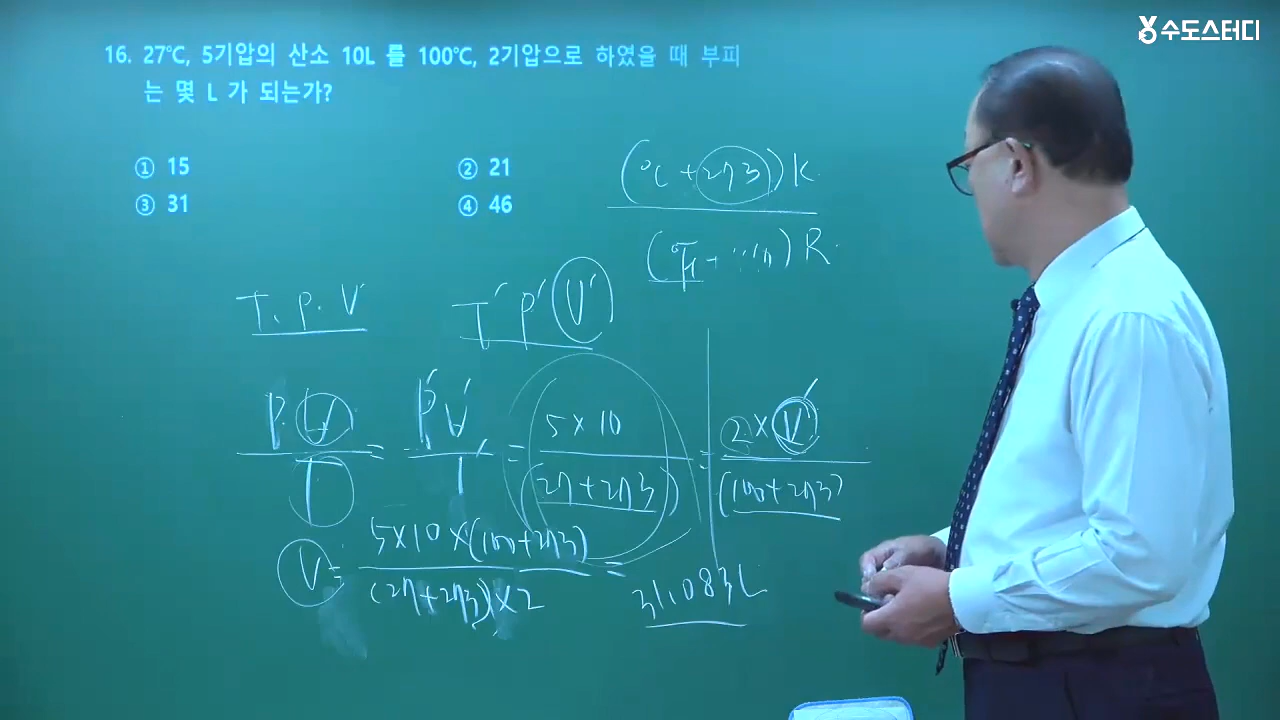 수도스터디
16. 27℃, 5기압의 산소 10L 를 100℃, 2기압으로 하였을 때 부피
는 몇 L 가 되는가?
① 15 ② 21
③ 31 ④ 46
(℃ + 273) K
R
T. P. V T' P' V'
P V / T = P' V' / T' = 5 × 10 / (27 + 273) = 2 × V' / (100 + 273)
V = 5×10 × (100 + 273) / (27 + 273) × 2 = 31.083L